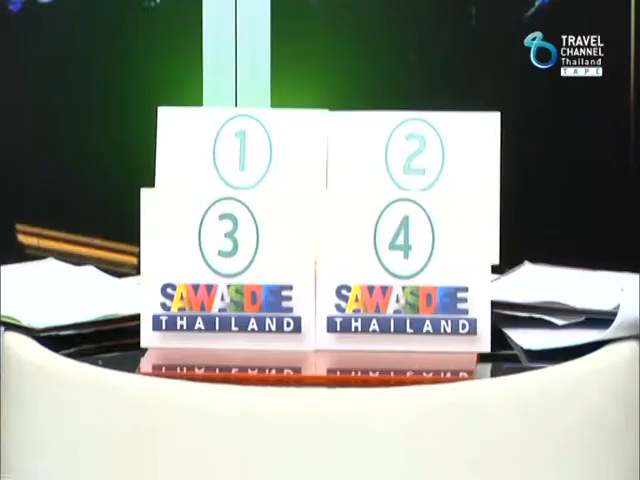 TRAVEL
CHANNEL
Thailand
TAPE
1
2
3
4
SAWASDEE
THAILAND
SAWASDEE
THAILAND